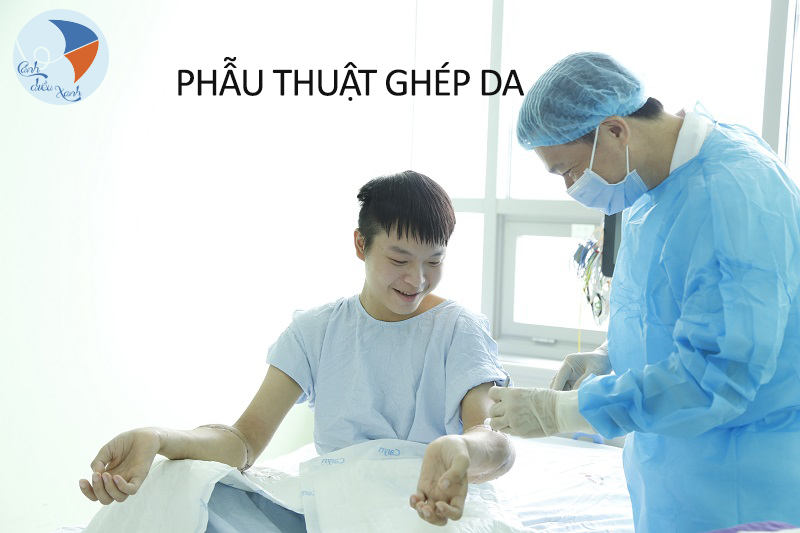 Cánh
diều Xanh
PHẪU THUẬT GHÉP DA